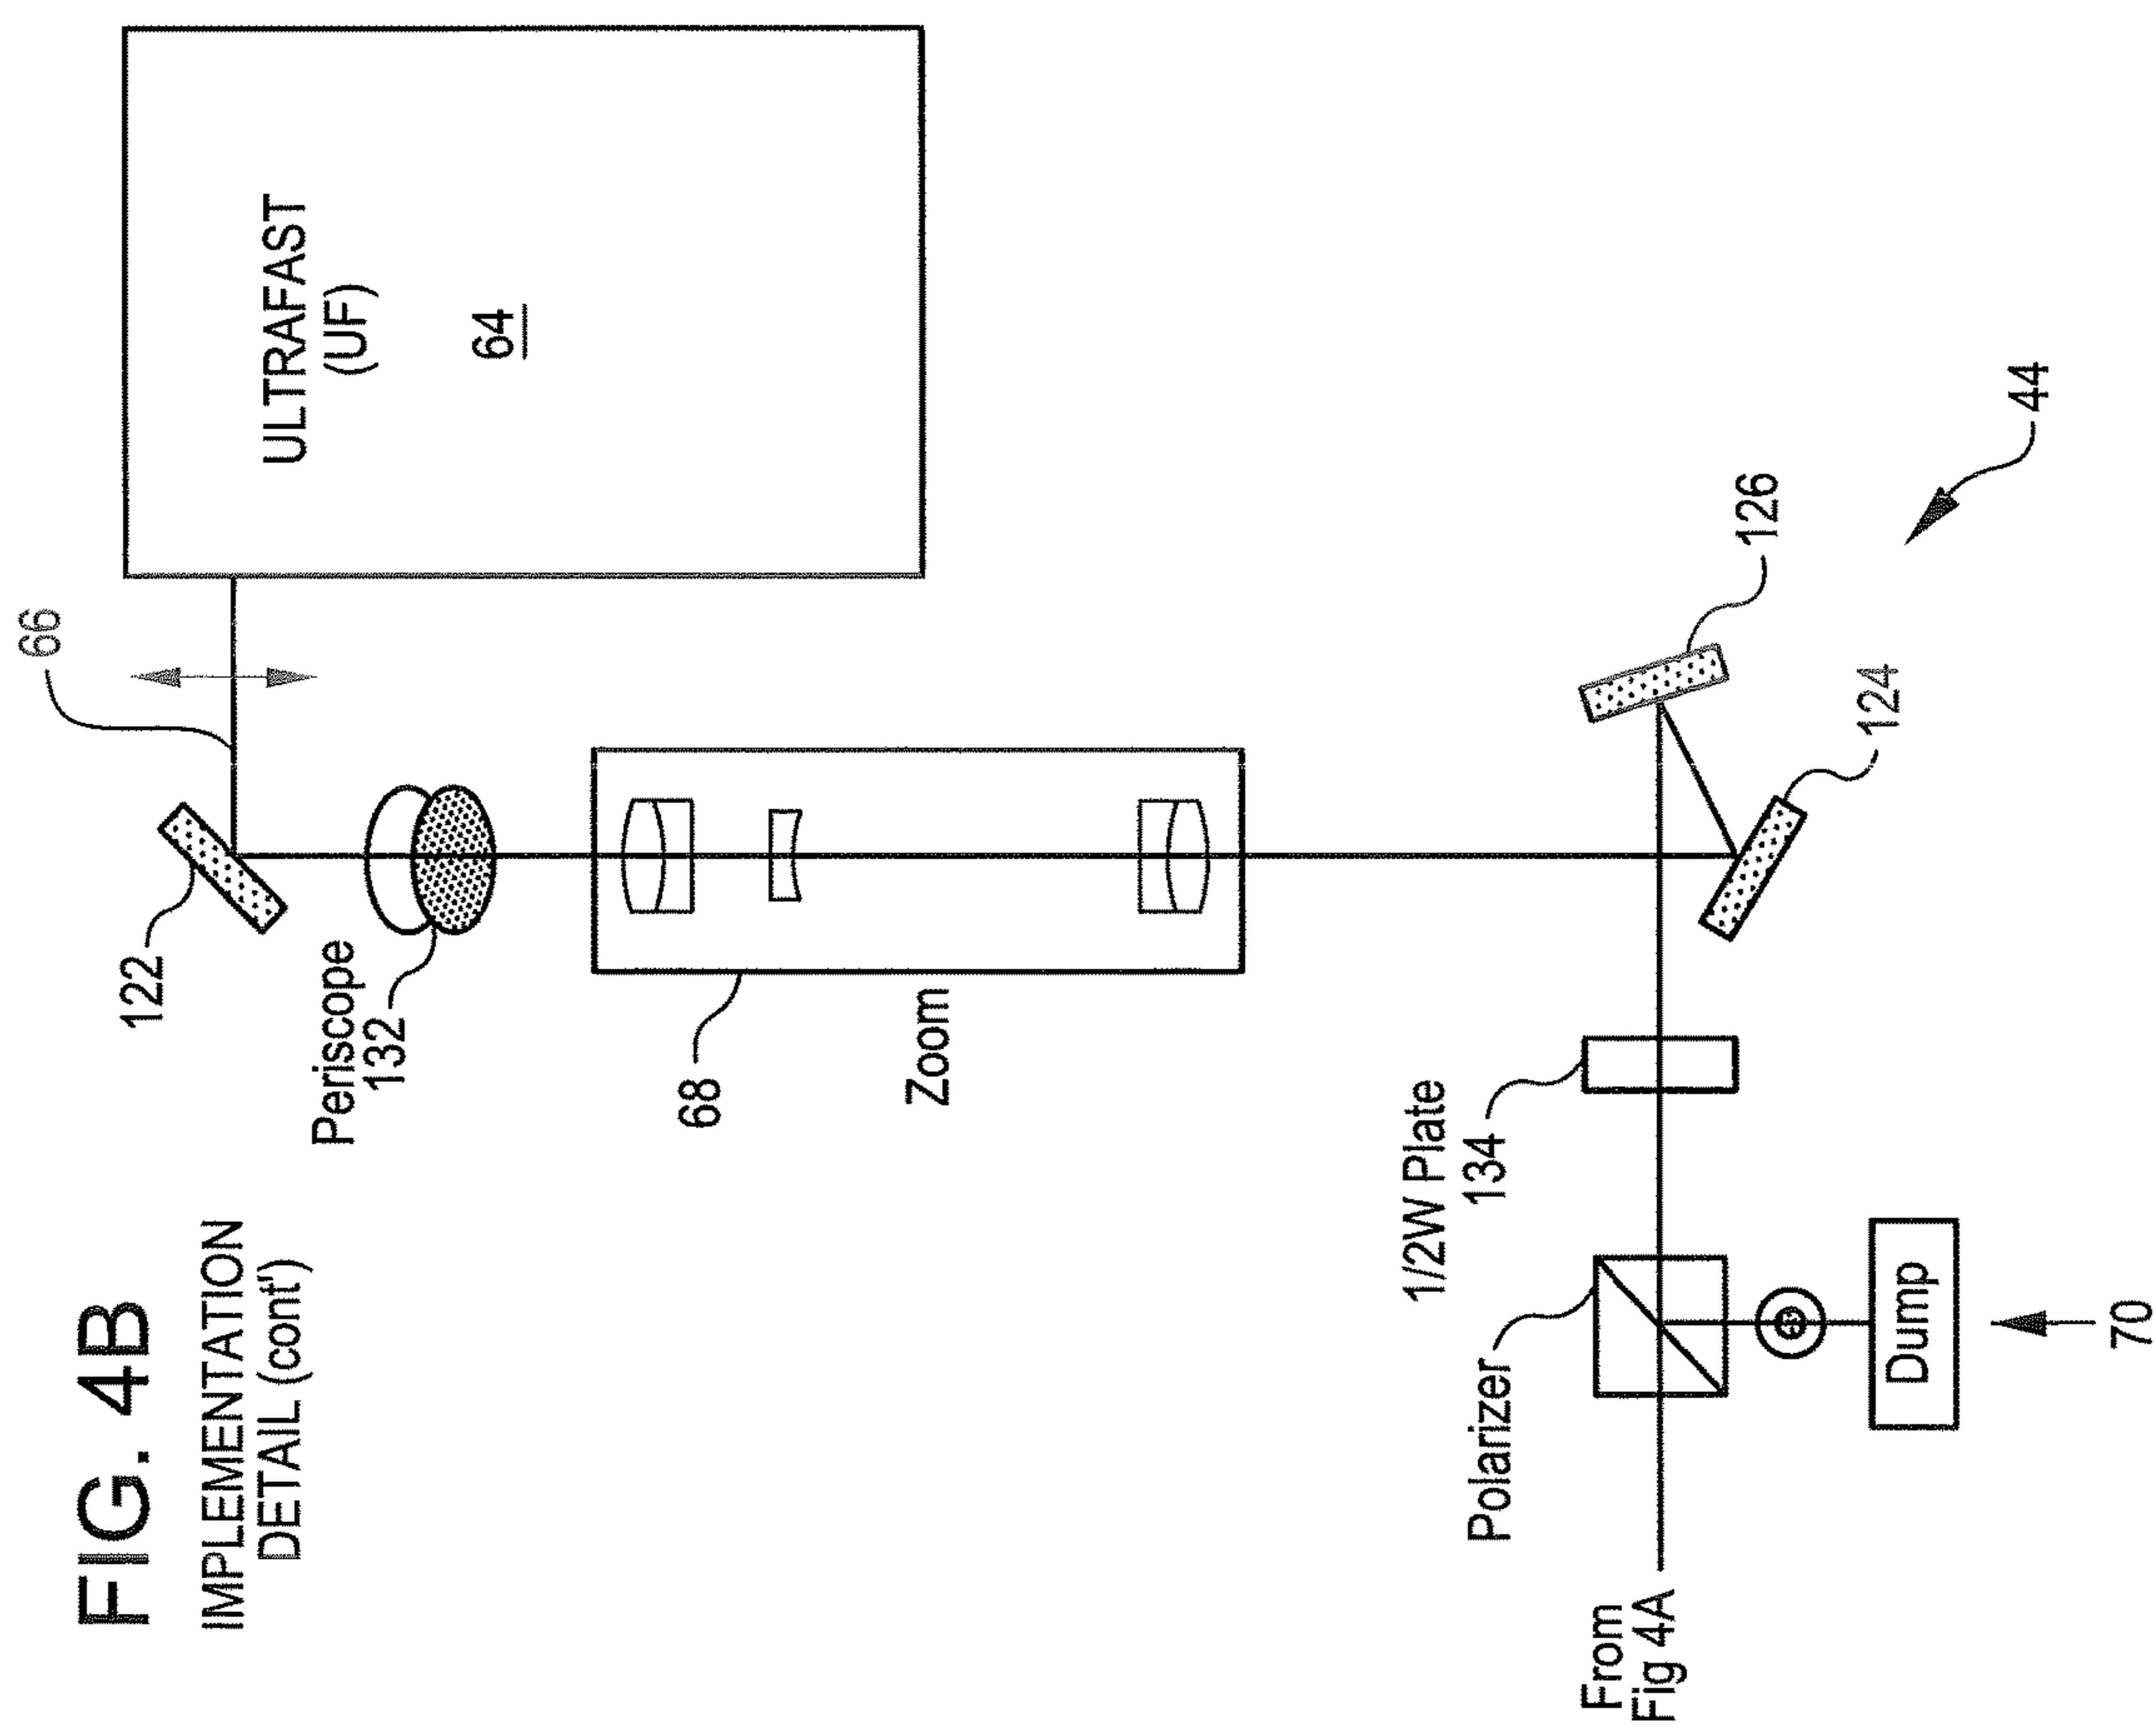 FIG. 4B
IMPLEMENTATION
DETAIL (cont')
ULTRAFAST
(UF)
64
66
122
Periscope
132
68
Zoom
126
124
44
1/2W Plate
134
Polarizer
Dump
70
From
Fig 4A